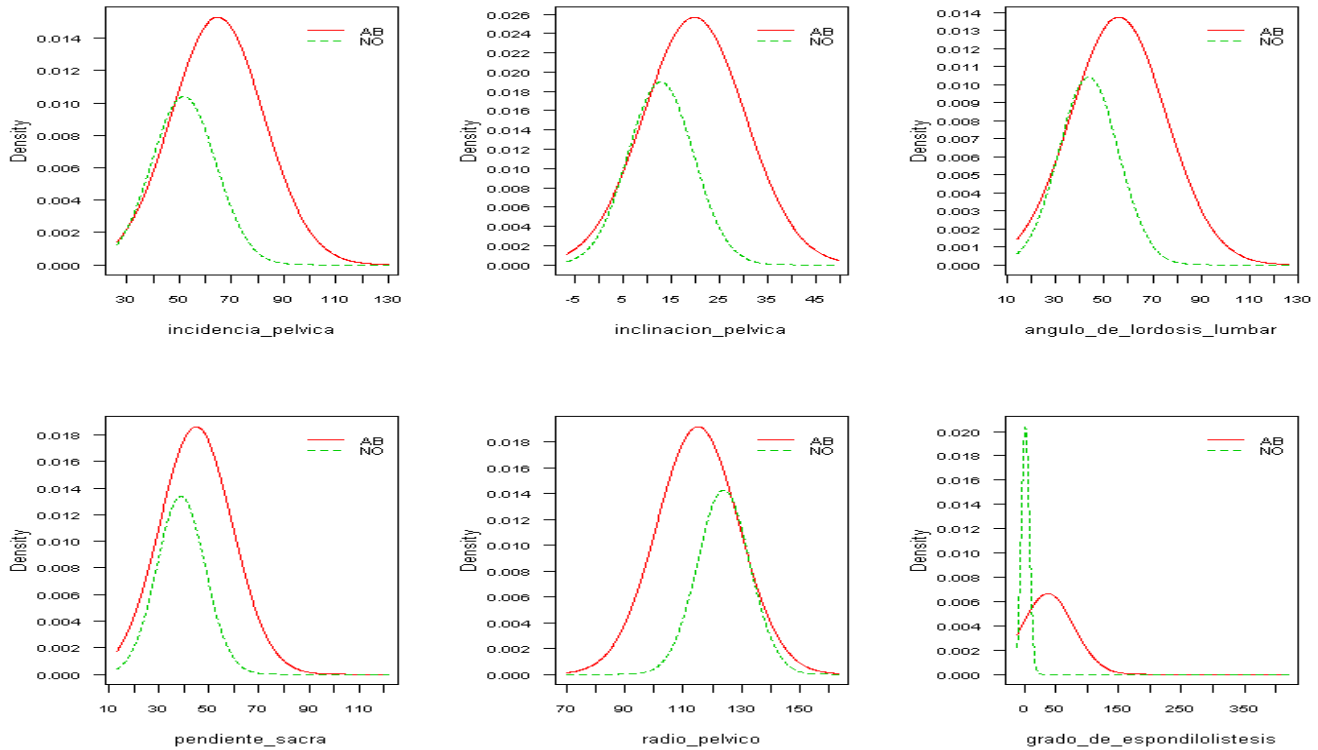 0.014
0.012
0.010
0.008
0.006
0.004
0.002
0.000
Density
AB
NO
30 50 70 90 110 130
incidencia_pelvica
0.026
0.024
0.022
0.020
0.018
0.016
0.014
0.012
0.010
0.008
0.006
0.004
0.002
0.000
Density
AB
NO
-5 5 15 25 35 45
inclinacion_pelvica
0.014
0.013
0.012
0.011
0.010
0.009
0.008
0.007
0.006
0.005
0.004
0.003
0.002
0.001
0.000
Density
AB
NO
10 30 50 70 90 110 130
angulo_de_lordosis_lumbar
0.018
0.016
0.014
0.012
0.010
0.008
0.006
0.004
0.002
0.000
Density
AB
NO
10 30 50 70 90 110
pendiente_sacra
0.018
0.016
0.014
0.012
0.010
0.008
0.006
0.004
0.002
0.000
Density
AB
NO
70 90 110 130 150
radio_pelvico
0.020
0.018
0.016
0.014
0.012
0.010
0.008
0.006
0.004
0.002
0.000
Density
AB
NO
0 50 150 250 350
grado_de_espondilolistesis